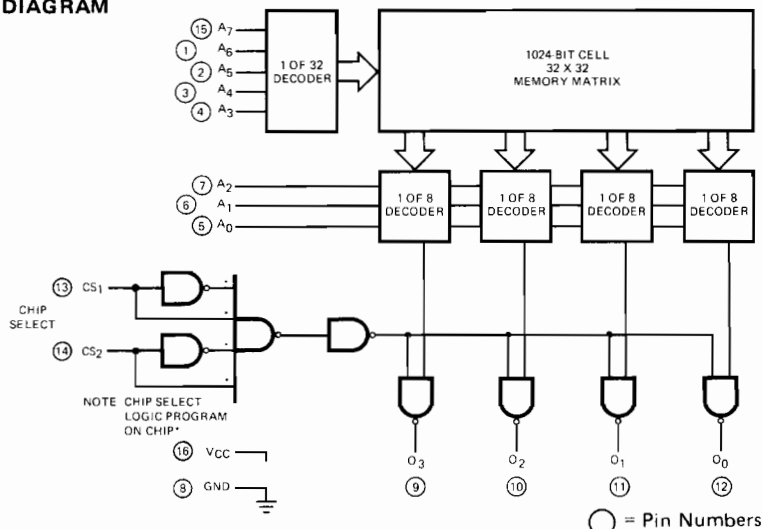 DIAGRAM
15 A7
1 A6
2 A5
3 A4
4 A3
1 OF 32
DECODER
1024-BIT CELL
32 X 32
MEMORY MATRIX
7 A2
6 A1
5 A0
1 OF 8
DECODER
1 OF 8
DECODER
1 OF 8
DECODER
1 OF 8
DECODER
13 CS1
CHIP
SELECT
14 CS2
NOTE CHIP SELECT
LOGIC PROGRAM
ON CHIP*
16 VCC
8 GND
O3
O2
O1
O0
9
10
11
12
= Pin Numbers